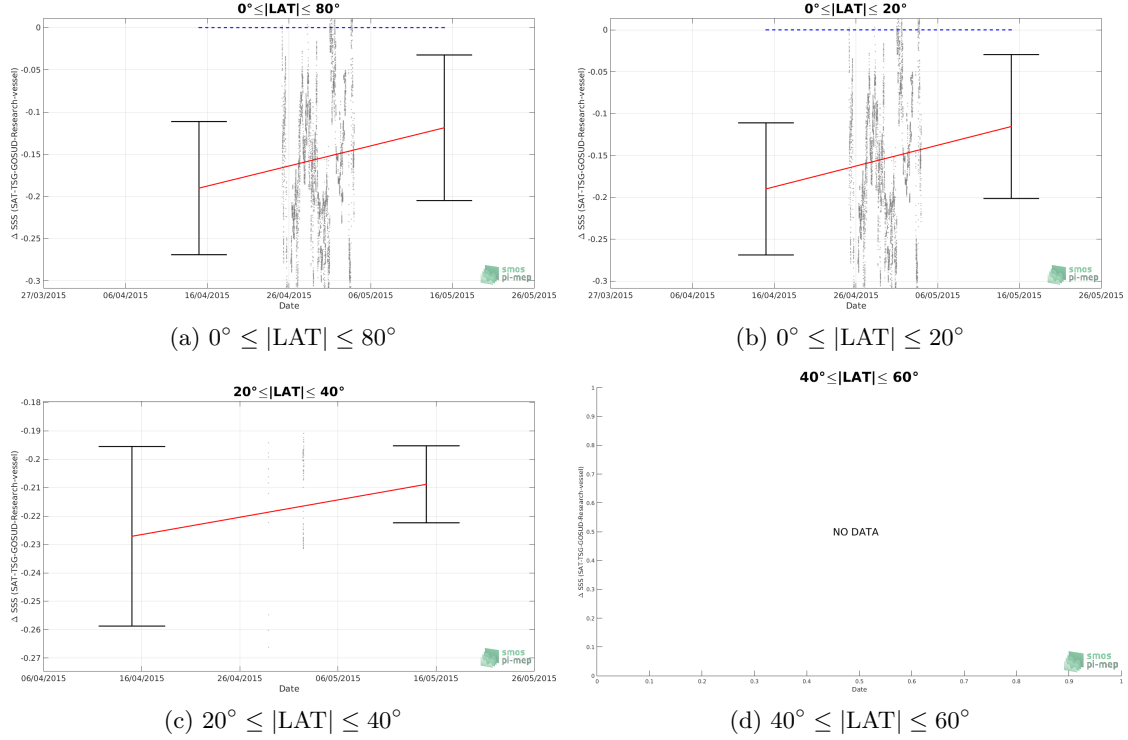 0°≤|LAT|≤ 80°
Δ SSS (SAT-TSG-GOSUD-Research-vessel)
0
-0.05
-0.1
-0.15
-0.2
-0.25
-0.3
27/03/2015 06/04/2015 16/04/2015 26/04/2015 06/05/2015 16/05/2015 26/05/2015
Date
smos
pi-mep
(a) 0° ≤ |LAT| ≤ 80°
0°≤|LAT|≤ 20°
Δ SSS (SAT-TSG-GOSUD-Research-vessel)
0
-0.05
-0.1
-0.15
-0.2
-0.25
-0.3
27/03/2015 06/04/2015 16/04/2015 26/04/2015 06/05/2015 16/05/2015 26/05/2015
Date
smos
pi-mep
(b) 0° ≤ |LAT| ≤ 20°
20°≤|LAT|≤ 40°
Δ SSS (SAT-TSG-GOSUD-Research-vessel)
-0.18
-0.19
-0.2
-0.21
-0.22
-0.23
-0.24
-0.25
-0.26
-0.27
06/04/2015 16/04/2015 26/04/2015 06/05/2015 16/05/2015 26/05/2015
Date
smos
pi-mep
(c) 20° ≤ |LAT| ≤ 40°
40°≤|LAT|≤ 60°
Δ SSS (SAT-TSG-GOSUD-Research-vessel)
1
0.9
0.8
0.7
0.6
0.5
0.4
0.3
0.2
0.1
0
NO DATA
0 0.1 0.2 0.3 0.4 0.5 0.6 0.7 0.8 0.9 1
Date
smos
pi-mep
(d) 40° ≤ |LAT| ≤ 60°